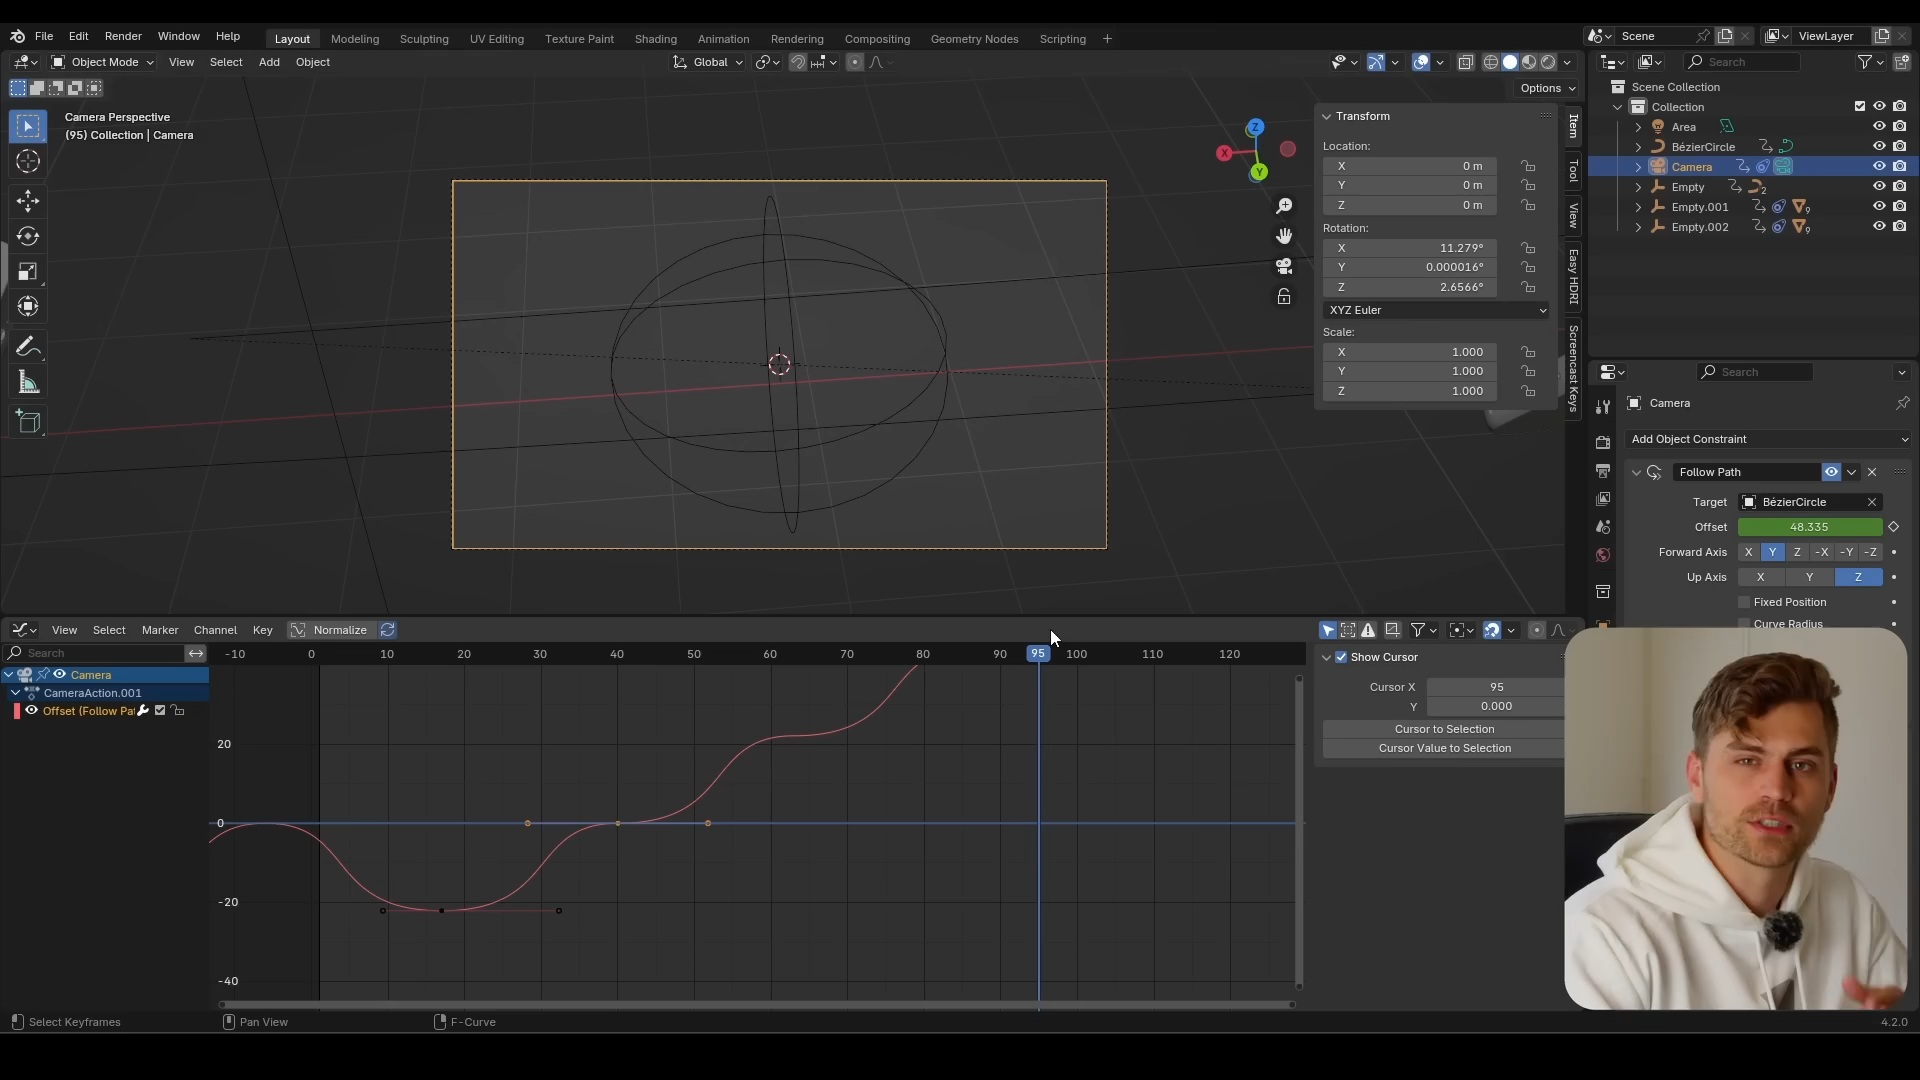 File Edit Render Window Help Layout Modeling Sculpting UV Editing Texture Paint Shading Animation Rendering Compositing Geometry Nodes Scripting + Scene ViewLayer
Object Mode View Select Add Object Global Search
Options
Camera Perspective
(95) Collection | Camera
Z
X
Y
Transform
Location:
X 0 m
Y 0 m
Z 0 m
Rotation:
X 11.279°
Y 0.000016°
Z 2.6566°
XYZ Euler
Scale:
X 1.000
Y 1.000
Z 1.000
Item
Tool
View
Easy HDRI
Screencast Keys
Scene Collection
Collection
Area
BézierCircle
Camera
Empty 2
Empty.001 9
Empty.002 9
Search
Camera
Add Object Constraint
Follow Path
Target BézierCircle
Offset 48.335
Forward Axis X Y Z -X -Y -Z
Up Axis X Y Z
Fixed Position
Curve Radius
View Select Marker Channel Key Normalize
Search
-10 0 10 20 30 40 50 60 70 80 90 95 100 110 120
Camera
CameraAction.001
Offset (Follow Pa
20
0
-20
-40
Show Cursor
Cursor X 95
Y 0.000
Cursor to Selection
Cursor Value to Selection
Select Keyframes Pan View F-Curve 4.2.0